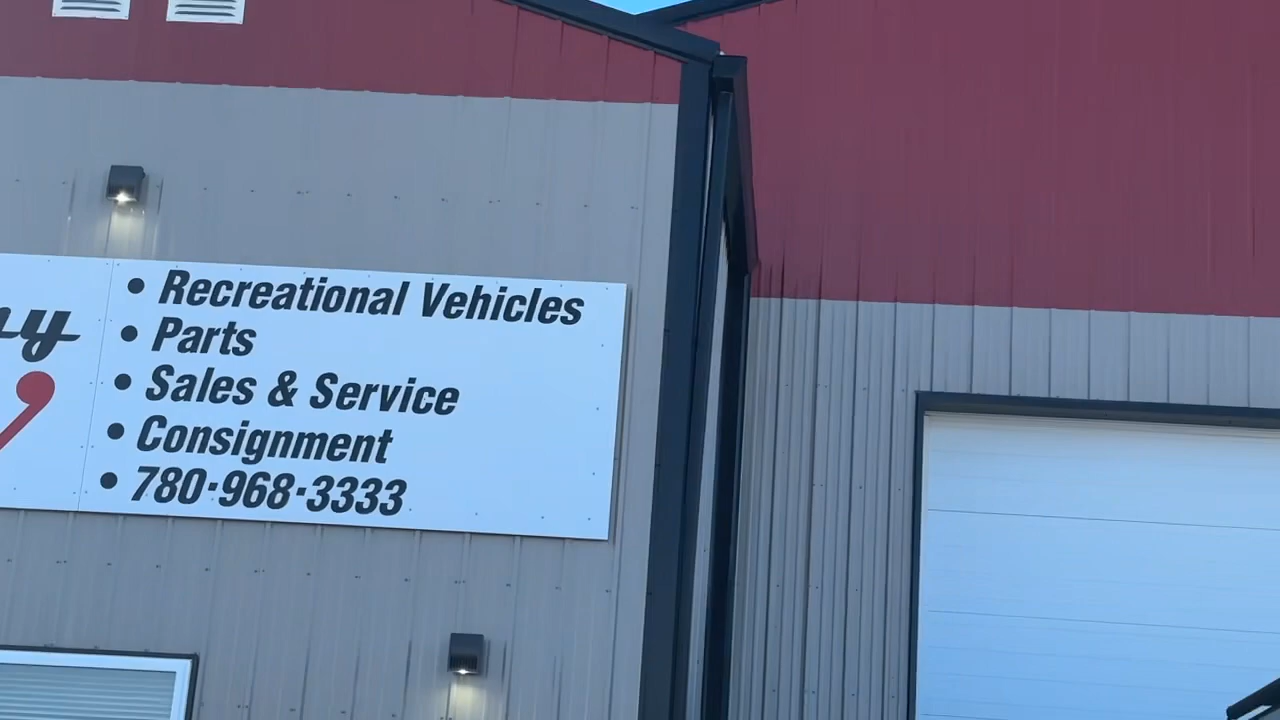 • Recreational Vehicles
• Parts
• Sales & Service
• Consignment
• 780·968·3333